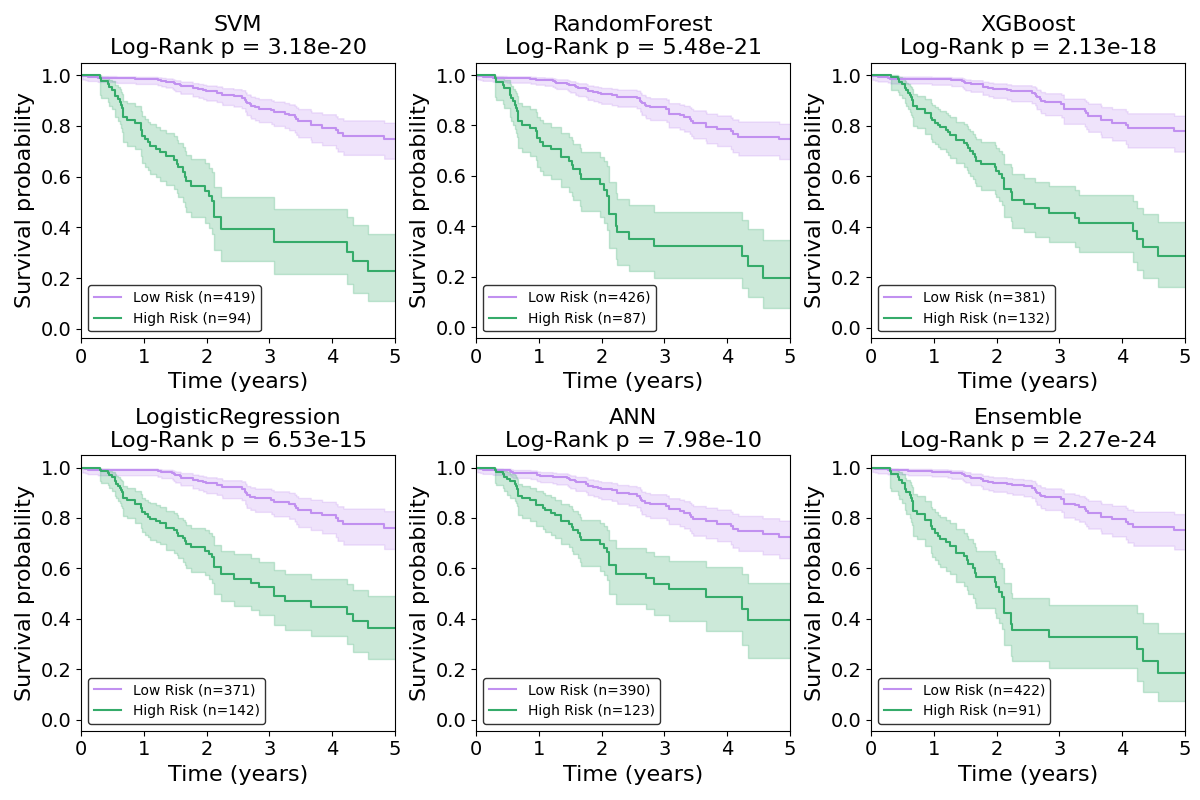 SVM
Log-Rank p = 3.18e-20
Survival probability
1.0
0.8
0.6
0.4
0.2
0.0
Low Risk (n=419)
High Risk (n=94)
0 1 2 3 4 5
Time (years)
RandomForest
Log-Rank p = 5.48e-21
Survival probability
1.0
0.8
0.6
0.4
0.2
0.0
Low Risk (n=426)
High Risk (n=87)
0 1 2 3 4 5
Time (years)
XGBoost
Log-Rank p = 2.13e-18
Survival probability
1.0
0.8
0.6
0.4
0.2
0.0
Low Risk (n=381)
High Risk (n=132)
0 1 2 3 4 5
Time (years)
LogisticRegression
Log-Rank p = 6.53e-15
Survival probability
1.0
0.8
0.6
0.4
0.2
0.0
Low Risk (n=371)
High Risk (n=142)
0 1 2 3 4 5
Time (years)
ANN
Log-Rank p = 7.98e-10
Survival probability
1.0
0.8
0.6
0.4
0.2
0.0
Low Risk (n=390)
High Risk (n=123)
0 1 2 3 4 5
Time (years)
Ensemble
Log-Rank p = 2.27e-24
Survival probability
1.0
0.8
0.6
0.4
0.2
0.0
Low Risk (n=422)
High Risk (n=91)
0 1 2 3 4 5
Time (years)